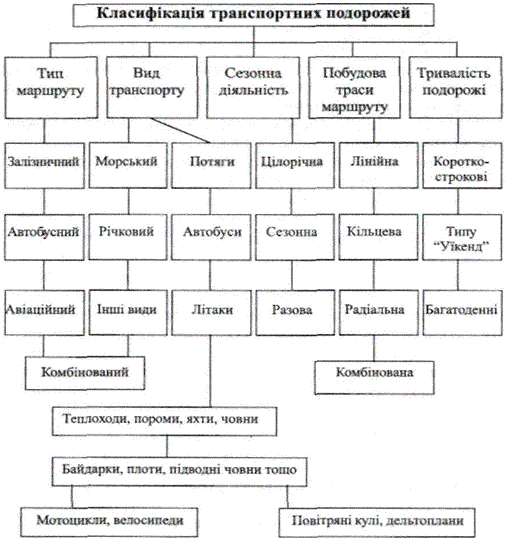 Класифікація транспортних подорожей
Тип
маршруту
Вид
транспорту
Сезонна
діяльність
Побудова
траси
маршруту
Тривалість
подорожі
Залізничний
Морський
Потяги
Цілорічна
Лінійна
Коротко-
строкові
Автобусний
Річковий
Автобуси
Сезонна
Кільцева
Типу
“Уїкенд”
Авіаційний
Інші види
Літаки
Разова
Радіальна
Багатоденні
Комбінований
Комбінована
Теплоходи, пороми, яхти, човни
Байдарки, плоти, підводні човни тощо
Мотоцикли, велосипеди
Повітряні кулі, дельтоплани